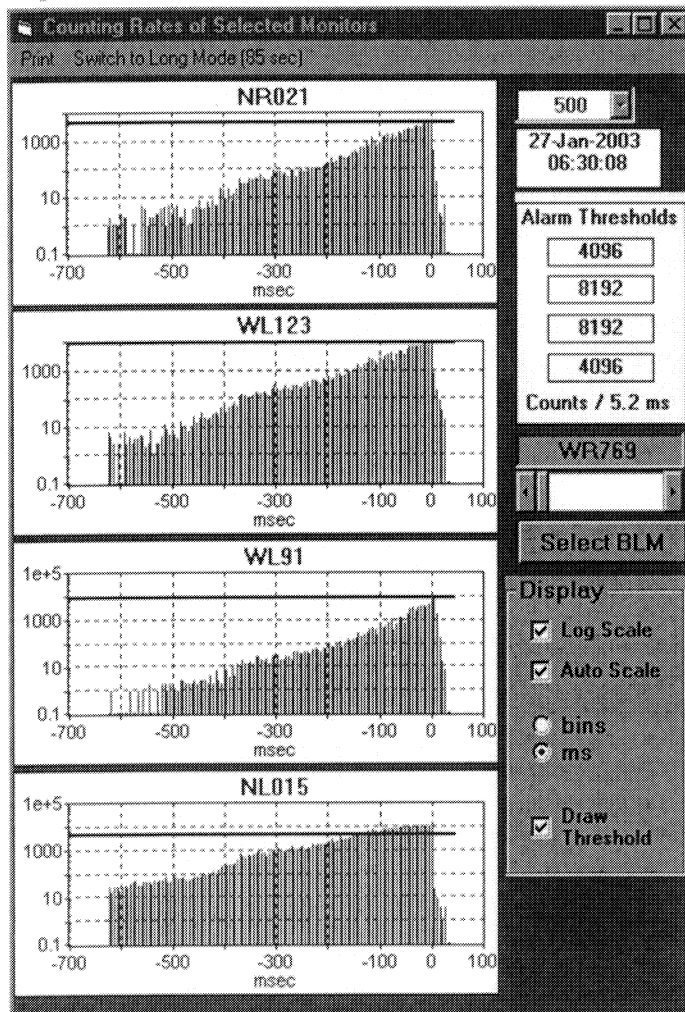 Counting Rates of Selected Monitors
Print Switch to Long Mode (85 sec)
NR021
1000
10
0.1
-700 -500 -300 -100 0 100
msec
WL123
1000
10
0.1
-700 -500 -300 -100 0 100
msec
WL91
1e+5
1000
10
0.1
-700 -500 -300 -100 0 100
msec
NL015
1e+5
1000
10
0.1
-700 -500 -300 -100 0 100
msec
500
27-Jan-2003
06:30:08
Alarm Thresholds
4096
8192
8192
4096
Counts / 5.2 ms
WR769
Select BLM
Display
Log Scale
Auto Scale
bins
ms
Draw
Threshold